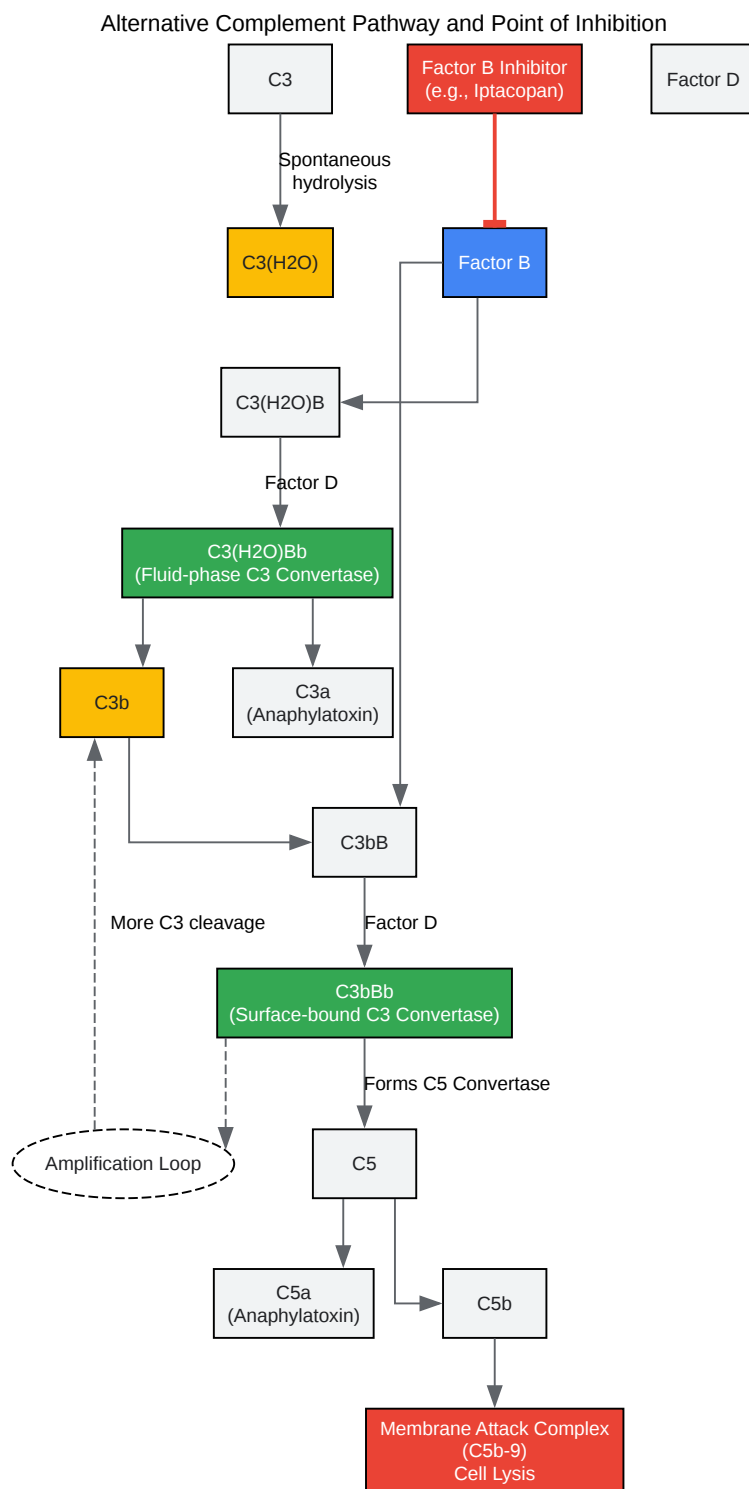 Alternative Complement Pathway and Point of Inhibition
C3
Factor B Inhibitor
(e.g., Iptacopan)
Factor D
Spontaneous
hydrolysis
C3(H2O)
Factor B
C3(H2O)B
Factor D
C3(H2O)Bb
(Fluid-phase C3 Convertase)
C3b
C3a
(Anaphylatoxin)
C3bB
More C3 cleavage
Factor D
C3bBb
(Surface-bound C3 Convertase)
Forms C5 Convertase
Amplification Loop
C5
C5a
(Anaphylatoxin)
C5b
Membrane Attack Complex
(C5b-9)
Cell Lysis